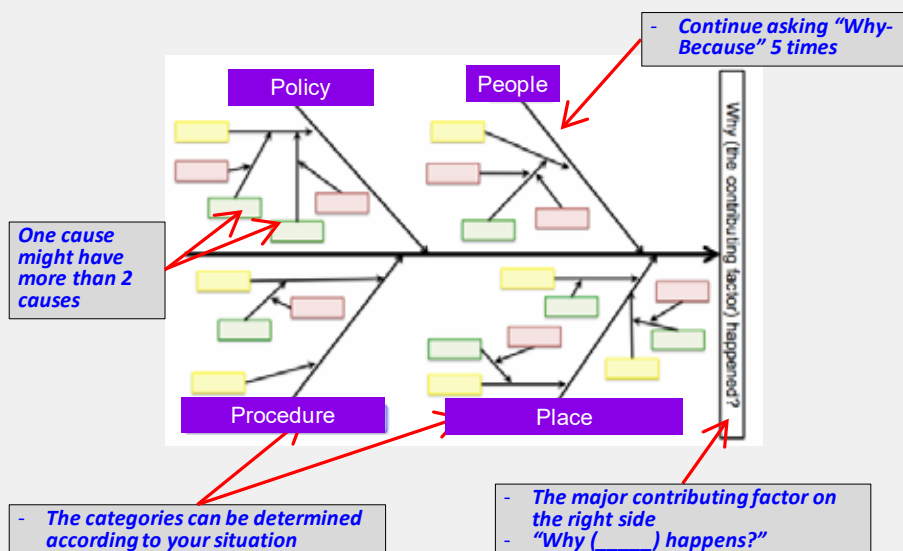 - Continue asking "Why-
Because" 5 times
Policy
People
Why (the contributing factor) happened?
One cause
might have
more than 2
causes
Procedure
Place
- The categories can be determined
according to your situation
- The major contributing factor on
the right side
- "Why (_____) happens?"